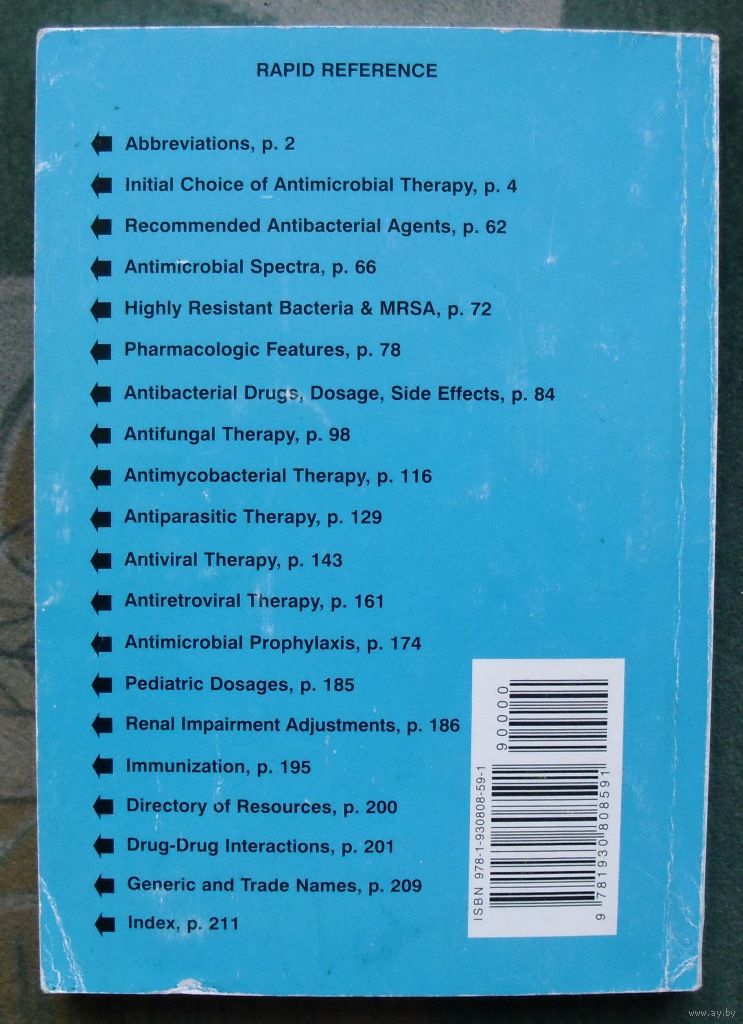 RAPID REFERENCE
Abbreviations, p. 2
Initial Choice of Antimicrobial Therapy, p. 4
Recommended Antibacterial Agents, p. 62
Antimicrobial Spectra, p. 66
Highly Resistant Bacteria & MRSA, p. 72
Pharmacologic Features, p. 78
Antibacterial Drugs, Dosage, Side Effects, p. 84
Antifungal Therapy, p. 98
Antimycobacterial Therapy, p. 116
Antiparasitic Therapy, p. 129
Antiviral Therapy, p. 143
Antiretroviral Therapy, p. 161
Antimicrobial Prophylaxis, p. 174
Pediatric Dosages, p. 185
Renal Impairment Adjustments, p. 186
Immunization, p. 195
Directory of Resources, p. 200
Drug-Drug Interactions, p. 201
Generic and Trade Names, p. 209
Index, p. 211
ISBN 978-1-930808-59-1
90000
9 781930 808591
www.ay.by